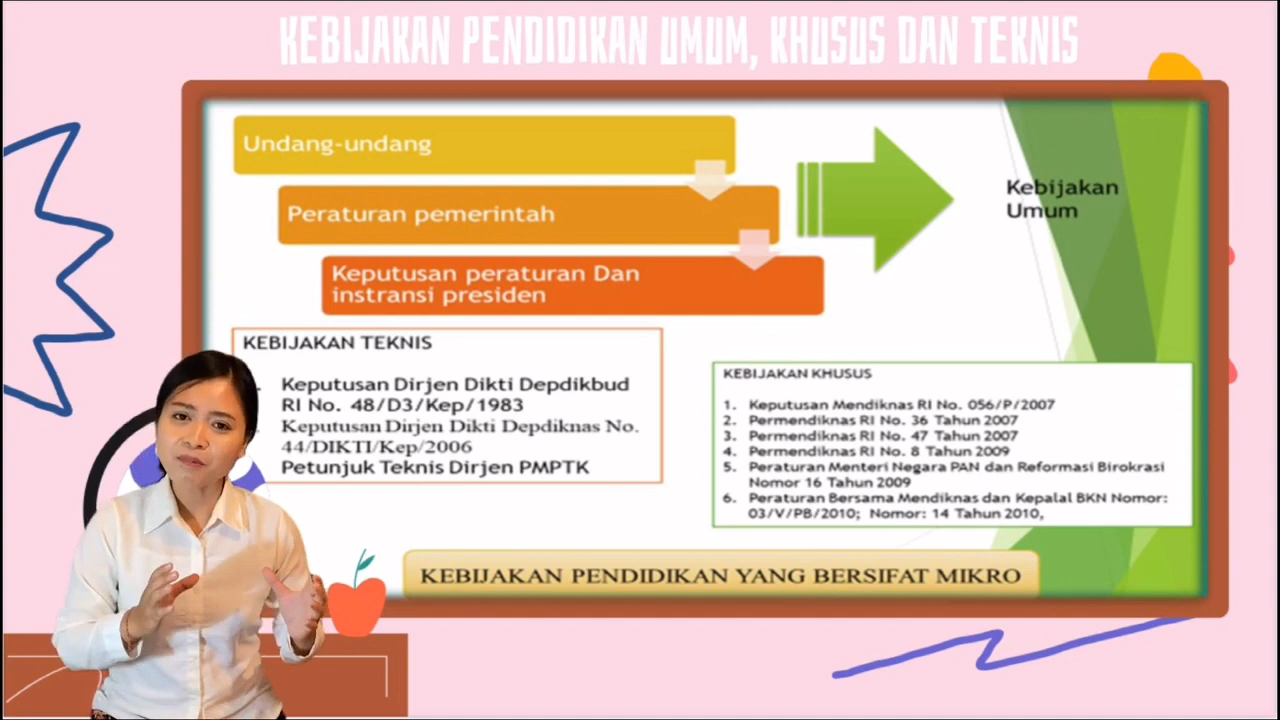 KEBIJAKAN PENDIDIKAN UMUM, KHUSUS DAN TEKNIS
Undang-undang
Peraturan pemerintah
Keputusan peraturan Dan
instransi presiden
Kebijakan
Umum
KEBIJAKAN TEKNIS
Keputusan Dirjen Dikti Depdikbud
RI No. 48/D3/Kep/1983
Keputusan Dirjen Dikti Depdiknas No.
44/DIKTI/Kep/2006
Petunjuk Teknis Dirjen PMPTK
KEBIJAKAN KHUSUS
1. Keputusan Mendiknas RI No. 056/P/2007
2. Permendiknas RI No. 36 Tahun 2007
3. Permendiknas RI No. 47 Tahun 2007
4. Permendiknas RI No. 8 Tahun 2009
5. Peraturan Menteri Negara PAN dan Reformasi Birokrasi
Nomor 16 Tahun 2009
6. Peraturan Bersama Mendiknas dan Kepalal BKN Nomor:
03/V/PB/2010; Nomor: 14 Tahun 2010,
KEBIJAKAN PENDIDIKAN YANG BERSIFAT MIKRO